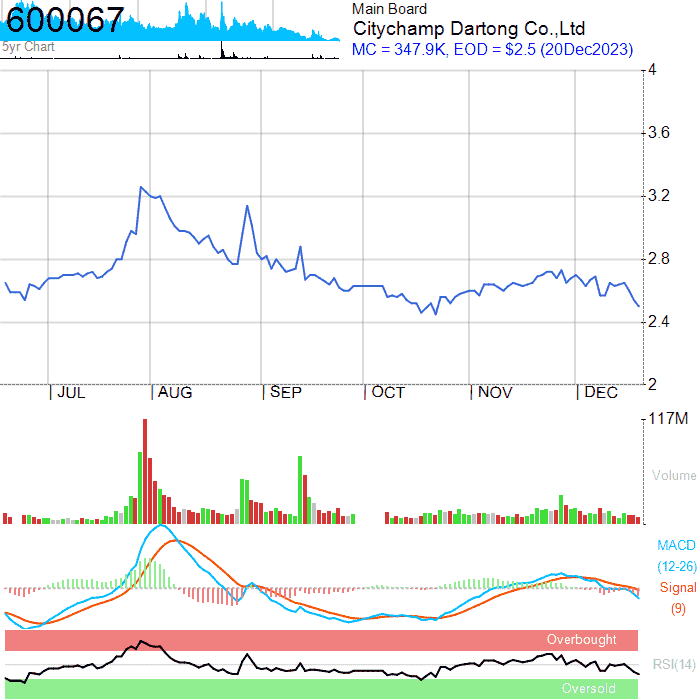 600067
5yr Chart
Main Board
Citychamp Dartong Co.,Ltd
MC = 347.9K, EOD = $2.5 (20Dec2023)
4
3.6
3.2
2.8
2.4
2
JUL AUG SEP OCT NOV DEC
117M
Volume
MACD
(12-26)
Signal
(9)
Overbought
RSI(14)
Oversold